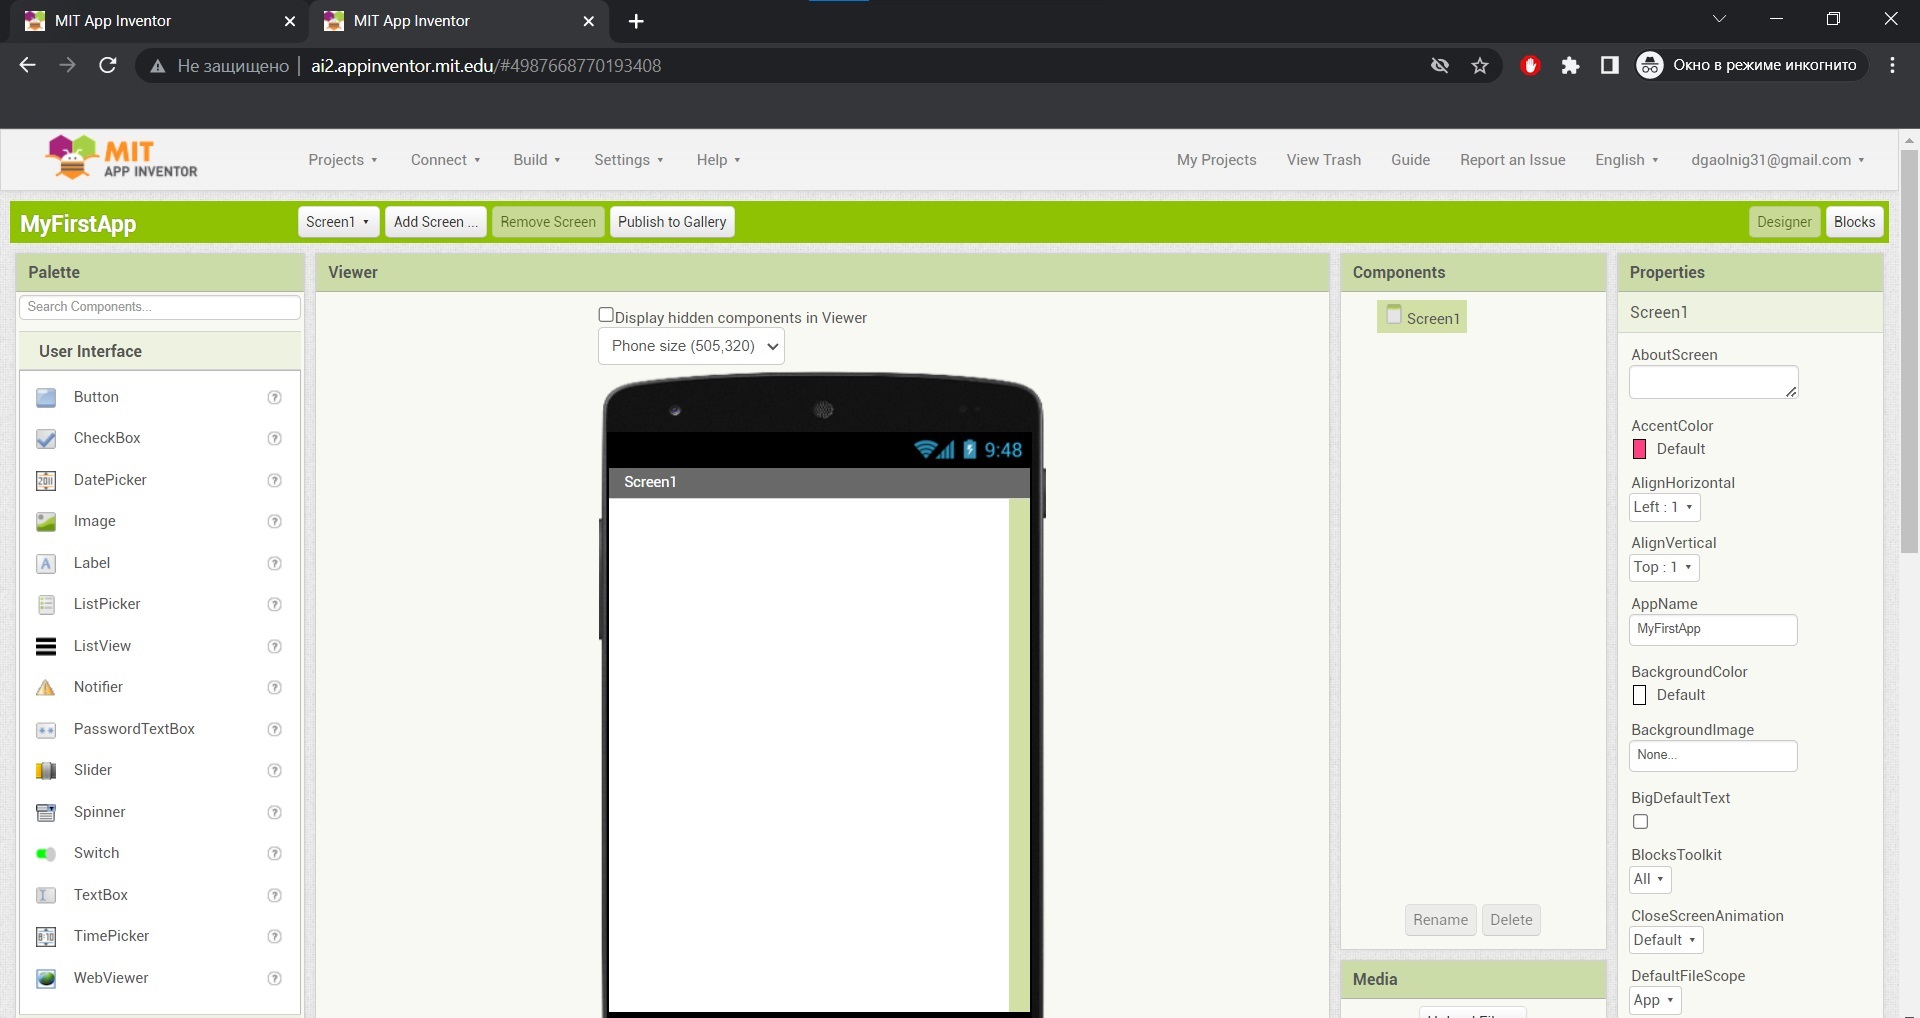 MIT App Inventor
MIT App Inventor
Не защищено
ai2.appinventor.mit.edu/#4987668770193408
Окно в режиме инкогнито
MIT
APP INVENTOR
Projects
Connect
Build
Settings
Help
My Projects
View Trash
Guide
Report an Issue
English
dgaolnig31@gmail.com
MyFirstApp
Screen1
Add Screen ...
Remove Screen
Publish to Gallery
Designer
Blocks
Palette
Search Components...
User Interface
Button ?
CheckBox ?
DatePicker ?
Image ?
Label ?
ListPicker ?
ListView ?
Notifier ?
PasswordTextBox ?
Slider ?
Spinner ?
Switch ?
TextBox ?
TimePicker ?
WebViewer ?
Viewer
Display hidden components in Viewer
Phone size (505,320)
9:48
Screen1
Components
Screen1
Rename
Delete
Media
Properties
Screen1
AboutScreen
AccentColor
Default
AlignHorizontal
Left : 1
AlignVertical
Top : 1
AppName
MyFirstApp
BackgroundColor
Default
BackgroundImage
None...
BigDefaultText
BlocksToolkit
All
CloseScreenAnimation
Default
DefaultFileScope
App